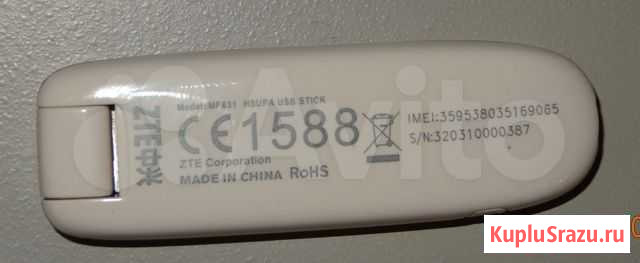 Avito
ZTE中兴
Model: MF631 HSUPA USB STICK
CE1588
ZTE Corporation
MADE IN CHINA RoHS
IMEI:359538035169065
S/N:320310000387
KupluSrazu.ru